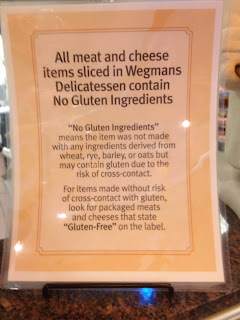 All meat and cheese
items sliced in Wegmans
Delicatessen contain
No Gluten Ingredients
“No Gluten Ingredients”
means the item was not made
with any ingredients derived from
wheat, rye, barley, or oats but
may contain gluten due to the
risk of cross-contact.
For items made without risk
of cross-contact with gluten,
look for packaged meats
and cheeses that state
“Gluten-Free” on the label.